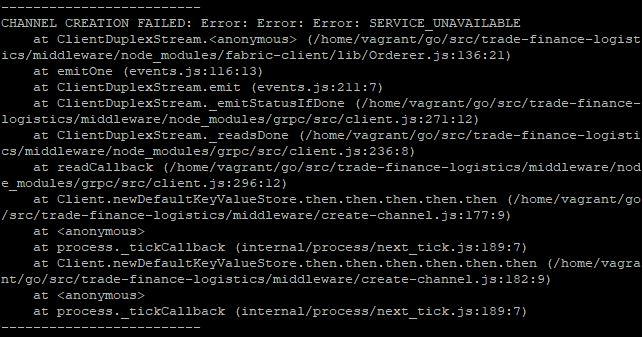 -------------------------
CHANNEL CREATION FAILED: Error: Error: Error: SERVICE_UNAVAILABLE
    at ClientDuplexStream.<anonymous> (/home/vagrant/go/src/trade-finance-logist
ics/middleware/node_modules/fabric-client/lib/Orderer.js:136:21)
    at emitOne (events.js:116:13)
    at ClientDuplexStream.emit (events.js:211:7)
    at ClientDuplexStream._emitStatusIfDone (/home/vagrant/go/src/trade-finance-
logistics/middleware/node_modules/grpc/src/client.js:271:12)
    at ClientDuplexStream._readsDone (/home/vagrant/go/src/trade-finance-logisti
cs/middleware/node_modules/grpc/src/client.js:236:8)
    at readCallback (/home/vagrant/go/src/trade-finance-logistics/middleware/nod
e_modules/grpc/src/client.js:296:12)
    at Client.newDefaultKeyValueStore.then.then.then.then.then (/home/vagrant/go
/src/trade-finance-logistics/middleware/create-channel.js:177:9)
    at <anonymous>
    at process._tickCallback (internal/process/next_tick.js:189:7)
    at Client.newDefaultKeyValueStore.then.then.then.then.then.then (/home/vagra
nt/go/src/trade-finance-logistics/middleware/create-channel.js:182:9)
    at <anonymous>
    at process._tickCallback (internal/process/next_tick.js:189:7)
-------------------------